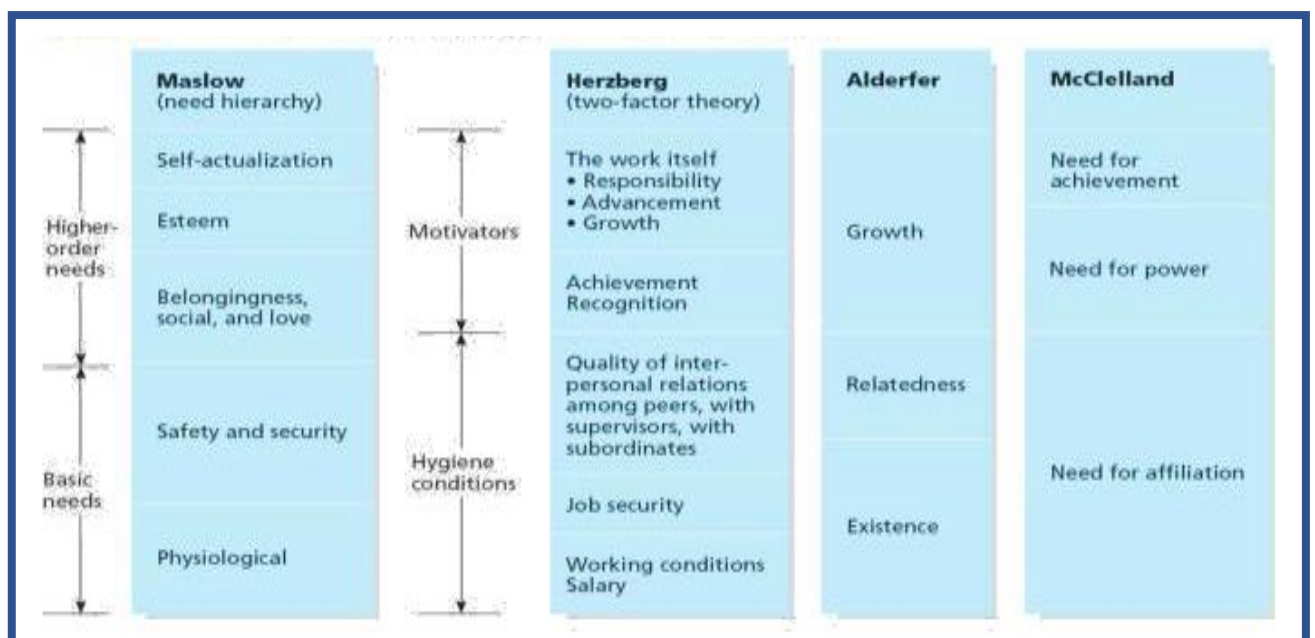 Maslow
(need hierarchy)
Higher-
order
needs
Basic
needs
Self-actualization
Esteem
Belongingness,
social, and love
Safety and security
Physiological
Motivators
Hygiene
conditions
Herzberg
(two-factor theory)
The work itself
• Responsibility
• Advancement
• Growth
Achievement
Recognition
Quality of inter-
personal relations
among peers, with
supervisors, with
subordinates
Job security
Working conditions
Salary
Alderfer
Growth
Relatedness
Existence
McClelland
Need for
achievement
Need for power
Need for affiliation